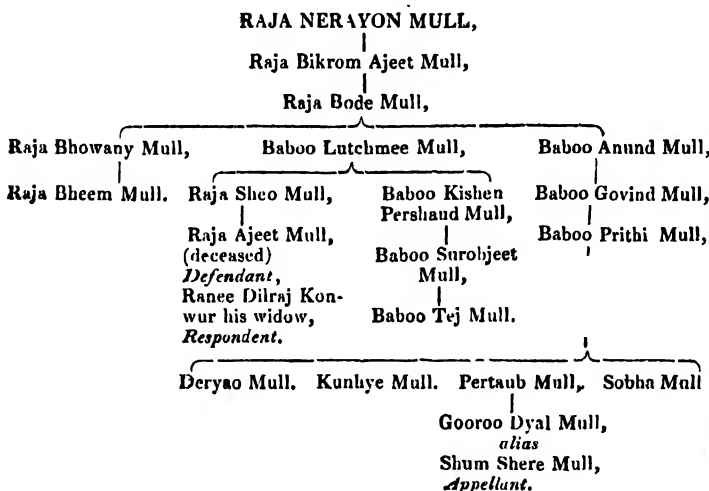 RAJA NERAYON MULL,
Raja Bikrom Ajeet Mull,
Raja Bode Mull,
Raja Bhowany Mull, Baboo Lutchmee Mull, Baboo Anund Mull,
Raja Bheem Mull. Raja Sheo Mull, Baboo Kishen Baboo Govind Mull,
Pershaud Mull,
Raja Ajeet Mull, Baboo Prithi Mull,
(deceased) Baboo Surobjeet
Defendant, Mull,
Ranee Dilraj Kon-
wur his widow, Baboo Tej Mull.
Respondent.
Deryao Mull. Kunhye Mull. Pertaub Mull, Sobha Mull
Gooroo Dyal Mull,
alias
Shum Shere Mull,
Appellant.